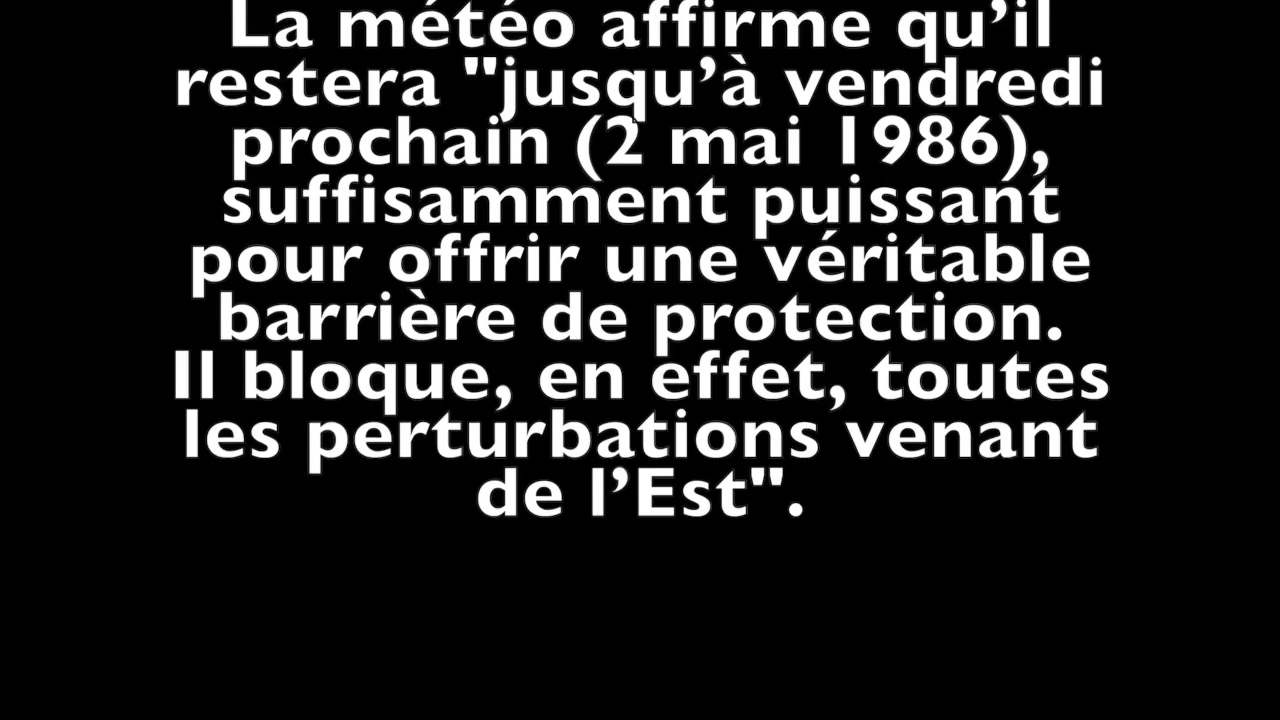 La météo affirme qu’il
restera "jusqu’à vendredi
prochain (2 mai 1986),
suffisamment puissant
pour offrir une véritable
barrière de protection.
Il bloque, en effet, toutes
les perturbations venant
de l’Est".